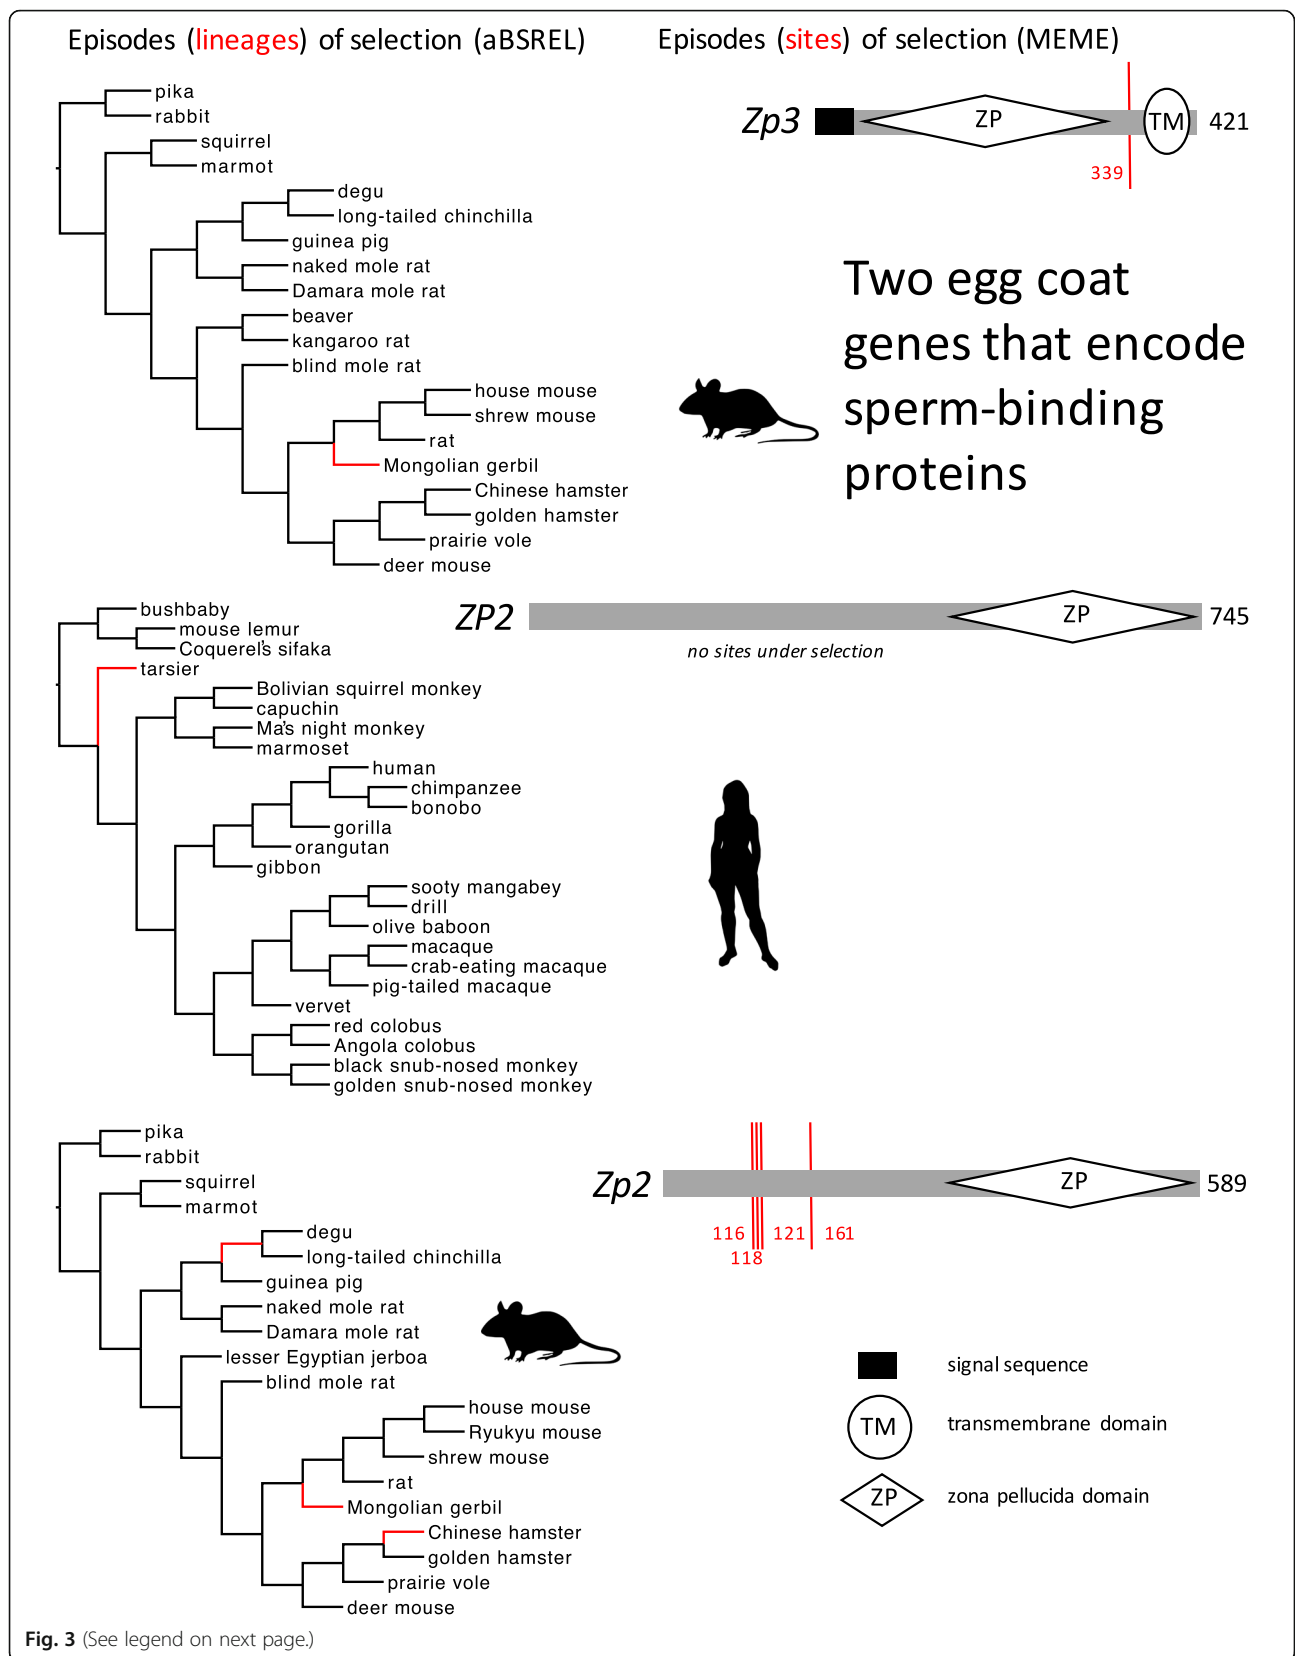 Episodes (lineages) of selection (aBSREL)
Episodes (sites) of selection (MEME)
pika
rabbit
squirrel
marmot
degu
long-tailed chinchilla
guinea pig
naked mole rat
Damara mole rat
beaver
kangaroo rat
blind mole rat
house mouse
shrew mouse
rat
Mongolian gerbil
Chinese hamster
golden hamster
prairie vole
deer mouse
Zp3
ZP
TM
421
339
Two egg coat
genes that encode
sperm-binding
proteins
bushbaby
mouse lemur
Coquerel's sifaka
tarsier
Bolivian squirrel monkey
capuchin
Ma's night monkey
marmoset
human
chimpanzee
bonobo
gorilla
orangutan
gibbon
sooty mangabey
drill
olive baboon
macaque
crab-eating macaque
pig-tailed macaque
vervet
red colobus
Angola colobus
black snub-nosed monkey
golden snub-nosed monkey
ZP2
ZP
745
no sites under selection
pika
rabbit
squirrel
marmot
degu
long-tailed chinchilla
guinea pig
naked mole rat
Damara mole rat
lesser Egyptian jerboa
blind mole rat
house mouse
Ryukyu mouse
shrew mouse
rat
Mongolian gerbil
Chinese hamster
golden hamster
prairie vole
deer mouse
Zp2
ZP
589
116 121 161
118
signal sequence
TM transmembrane domain
ZP zona pellucida domain
Fig. 3 (See legend on next page.)